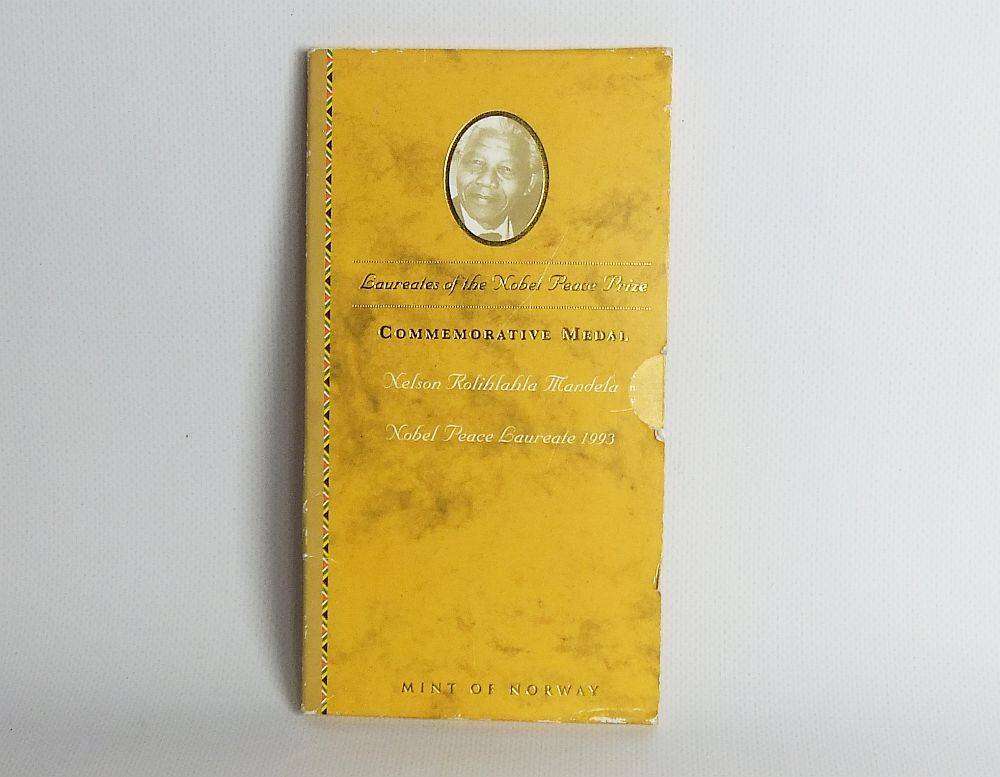 Laureates of the Nobel Peace Prize
COMMEMORATIVE MEDAL
Nelson Rolihlahla Mandela
Nobel Peace Laureate 1993
MINT OF NORWAY